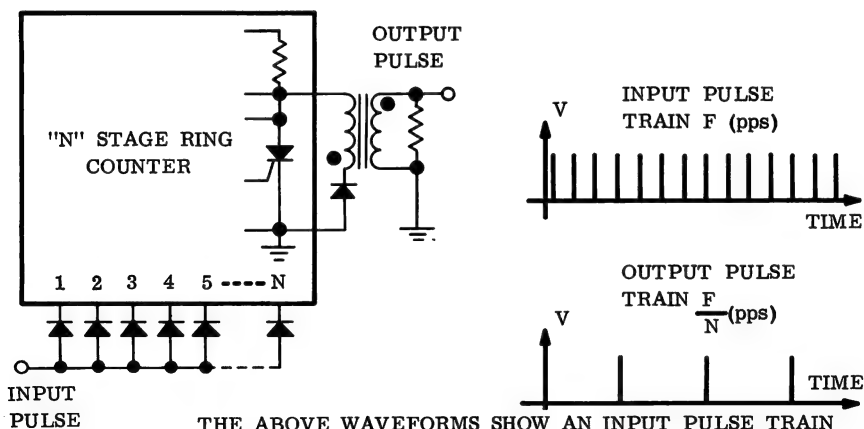 OUTPUT
PULSE
"N" STAGE RING
COUNTER
1 2 3 4 5 N
INPUT
PULSE
INPUT PULSE
TRAIN F (pps)
V
TIME
OUTPUT PULSE
TRAIN F/N (pps)
V
TIME
THE ABOVE WAVEFORMS SHOW AN INPUT PULSE TRAIN